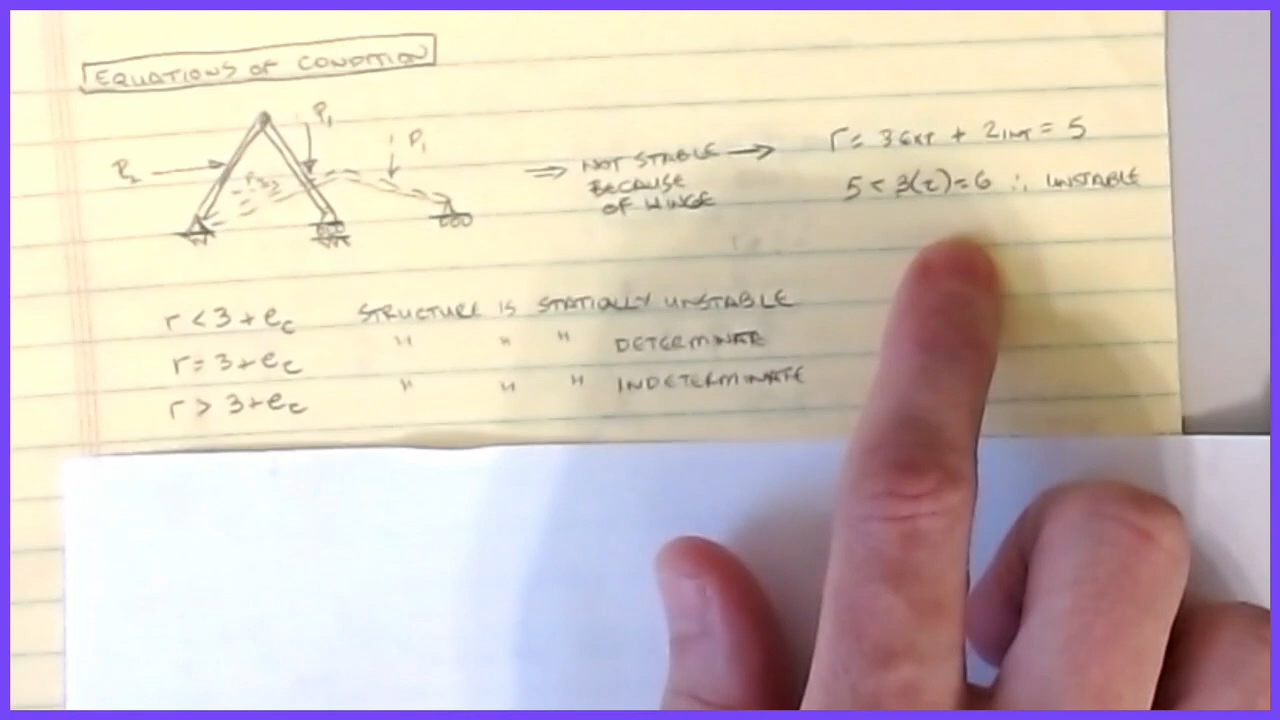 EQUATIONS OF CONDITION
P1
P1
P2
⇒ NOT STABLE →
BECAUSE
OF HINGE
r = 3EXT + 2INT = 5
5 < 3(2) = 6 ∴ UNSTABLE
r < 3 + ec STRUCTURE IS STATIALLY UNSTABLE
r = 3 + ec " " " DETERMINATE
r > 3 + ec " " " INDETERMINATE